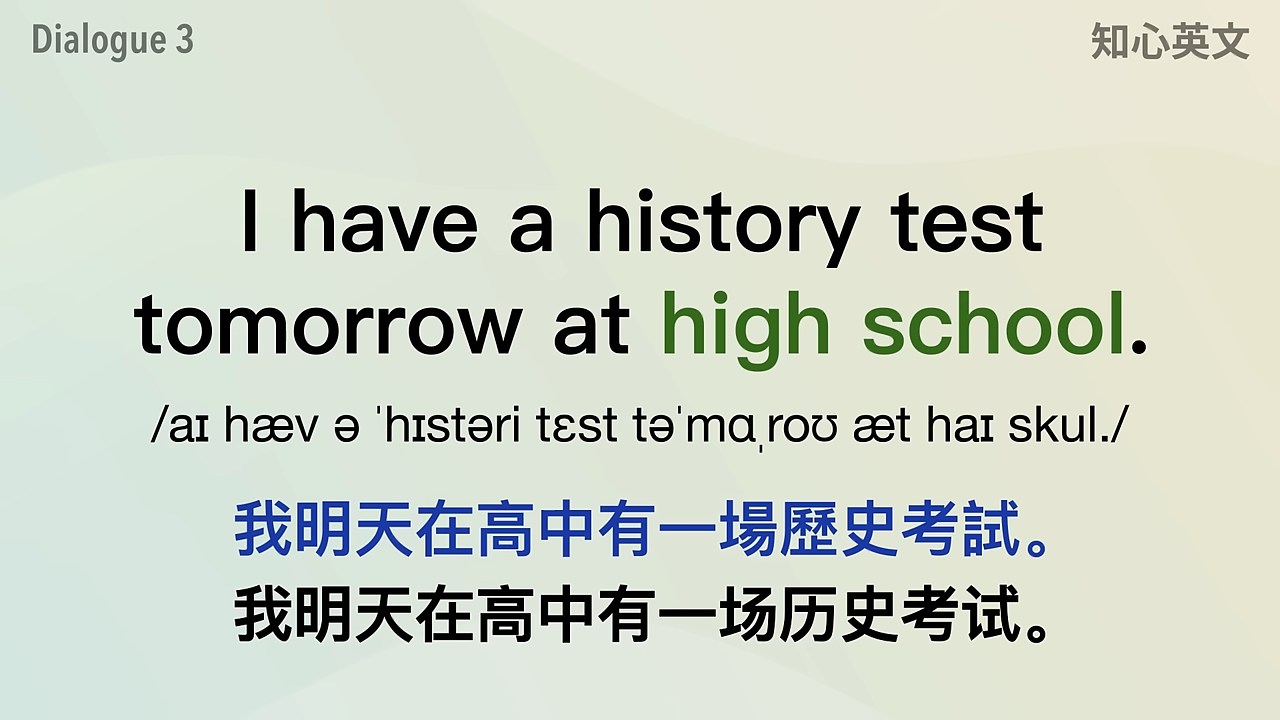 Dialogue 3
知心英文
I have a history test
tomorrow at high school.
/aɪ hæv ə ˈhɪstəri tɛst təˈmɑˌroʊ æt haɪ skul./
我明天在高中有一場歷史考試。
我明天在高中有一场历史考试。